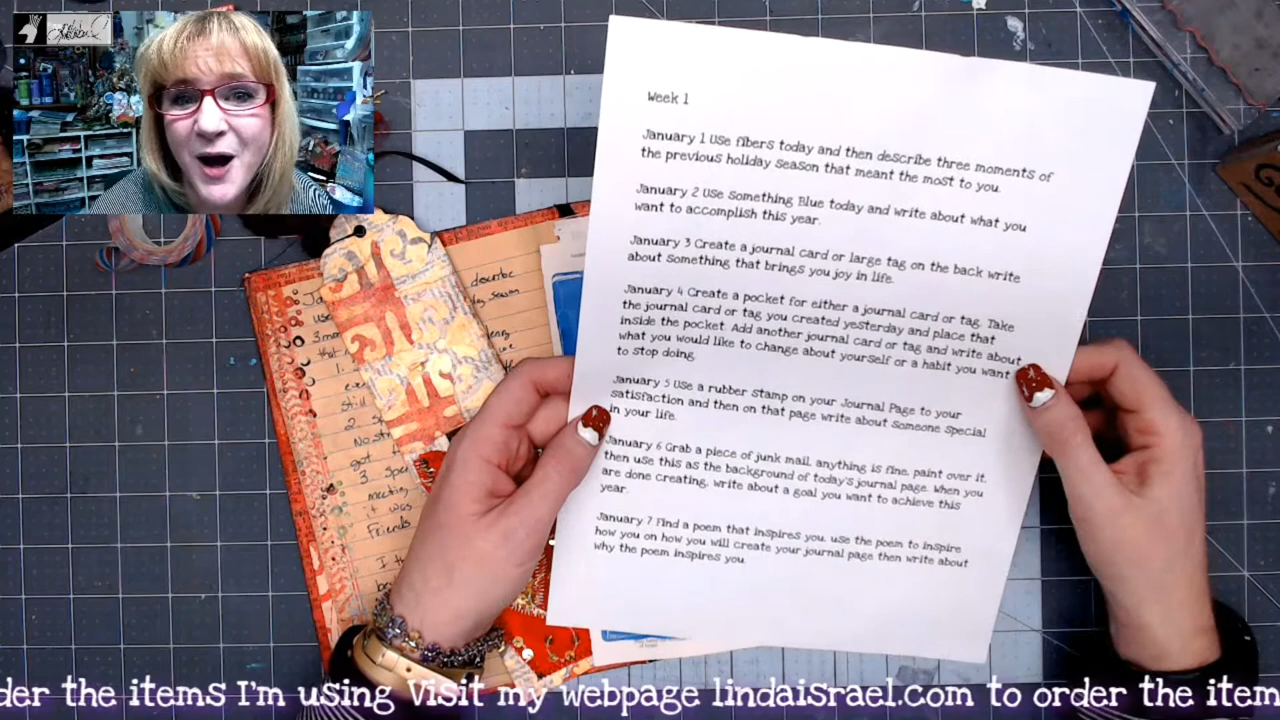 Week 1
January 1 Use fibers today and then describe three moments of
the previous holiday season that meant the most to you.
January 2 Use Something Blue today and write about what you
want to accomplish this year.
January 3 Create a journal card or large tag on the back write
about something that brings you joy in life.
January 4 Create a pocket for either a journal card or tag. Take
the journal card or tag you created yesterday and place that
inside the pocket. Add another journal card or tag and write about
what you would like to change about yourself or a habit you want
to stop doing.
January 5 Use a rubber stamp on your Journal Page to your
satisfaction and then on that page write about someone special
in your life.
January 6 Grab a piece of junk mail, anything is fine, paint over it,
then use this as the background of today's journal page. When you
are done creating, write about a goal you want to achieve this
year.
January 7 Find a poem that inspires you, use the poem to inspire
how you on how you will create your journal page then write about
why the poem inspires you.
describe
still
got
3
meeting
it was
Friends
der the items I'm using Visit my webpage lindaisrael.com to order the item